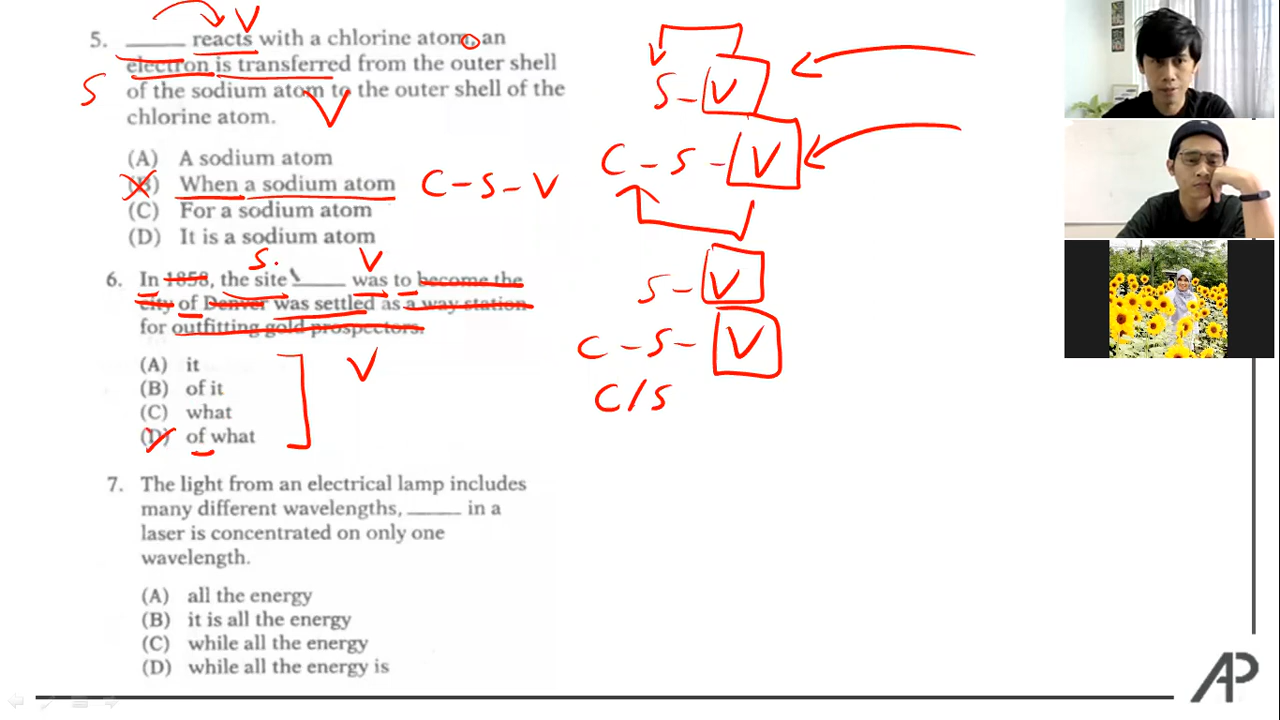 V
5. ______ reacts with a chlorine atom, an
electron is transferred from the outer shell
S of the sodium atom to the outer shell of the
V
chlorine atom.
(A) A sodium atom
(B) When a sodium atom C-S-V
(C) For a sodium atom
(D) It is a sodium atom
S. V
6. In 1858, the site ______ was to become the
city of Denver was settled as a way station
for outfitting gold prospectors.
(A) it V
(B) of it
(C) what
(D) of what
7. The light from an electrical lamp includes
many different wavelengths, ______ in a
laser is concentrated on only one
wavelength.
(A) all the energy
(B) it is all the energy
(C) while all the energy
(D) while all the energy is
S-V
C-S-V
S-V
C-S-V
C/S
AP